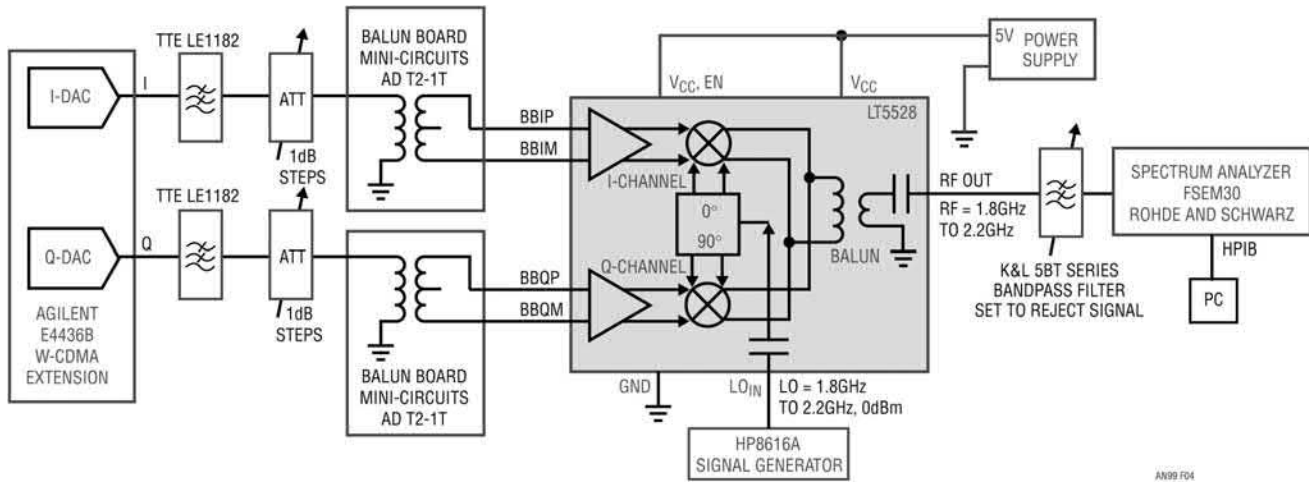 TTE LE1182
BALUN BOARD
MINI-CIRCUITS
AD T2-1T
5V
POWER
SUPPLY
I-DAC
I
ATT
1dB
STEPS
VCC, EN
VCC
LT5528
BBIP
BBIM
I-CHANNEL
0°
90°
Q-CHANNEL
BALUN
RF OUT
RF = 1.8GHz
TO 2.2GHz
SPECTRUM ANALYZER
FSEM30
ROHDE AND SCHWARZ
HPIB
PC
K&L 5BT SERIES
BANDPASS FILTER
SET TO REJECT SIGNAL
TTE LE1182
Q-DAC
Q
ATT
1dB
STEPS
BBQP
BBQM
AGILENT
E4436B
W-CDMA
EXTENSION
BALUN BOARD
MINI-CIRCUITS
AD T2-1T
GND
LOIN
LO = 1.8GHz
TO 2.2GHz, 0dBm
HP8616A
SIGNAL GENERATOR
AN99 F04